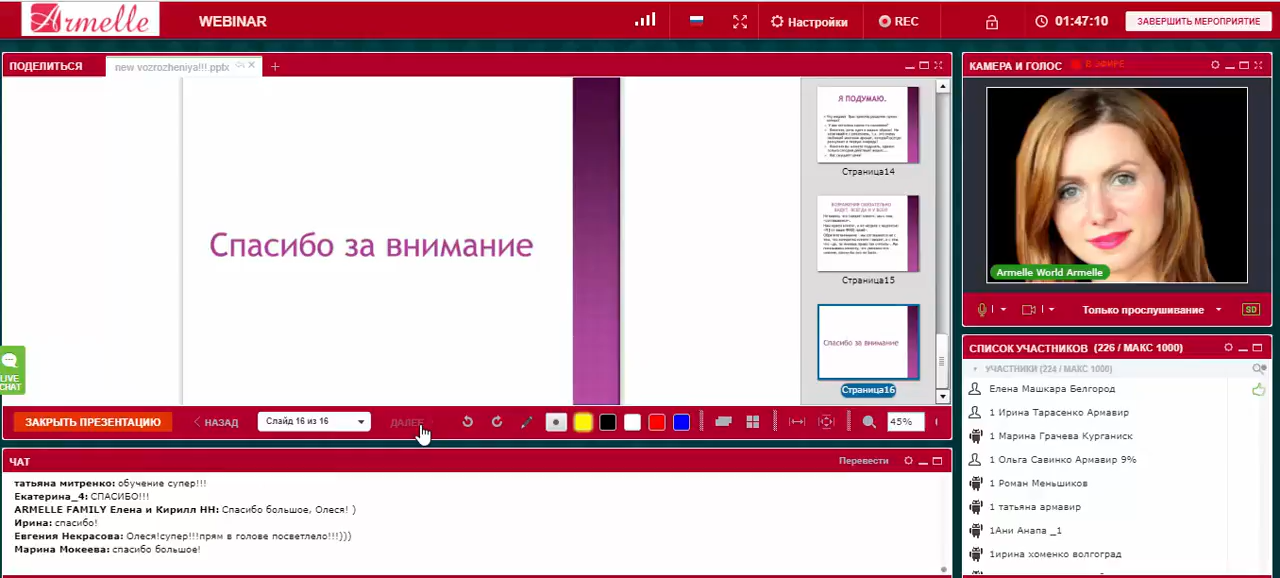 Armelle
WEBINAR
Настройки
REC
01:47:10
ЗАВЕРШИТЬ МЕРОПРИЯТИЕ
ПОДЕЛИТЬСЯ
new vozrozheniya!!!.pptx
+
КАМЕРА И ГОЛОС
В ЭФИРЕ
Спасибо за внимание
Я ПОДУМАЮ.
Страница14
Страница15
Спасибо за внимание
Страница16
Armelle World Armelle
Только прослушивание
SD
LIVE
CHAT
ЗАКРЫТЬ ПРЕЗЕНТАЦИЮ
НАЗАД
Слайд 16 из 16
ДАЛЕЕ
45%
СПИСОК УЧАСТНИКОВ (226 / МАКС 1000)
УЧАСТНИКИ (224 / МАКС 1000)
Елена Машкара Белгород
1 Ирина Тарасенко Армавир
1 Марина Грачева Курганиск
1 Ольга Савинко Армавир 9%
1 Роман Меньшиков
1 татьяна армавир
1Ани Анапа _1
1ирина хоменко волгоград
ЧАТ
Перевести
татьяна митренко: обучение супер!!!
Екатерина_4: СПАСИБО!!!
ARMELLE FAMILY Елена и Кирилл НН: Спасибо большое, Олеся! )
Ирина: спасибо!
Евгения Некрасова: Олеся!супер!!!прям в голове посветлело!!!)))
Марина Мокеева: спасибо большое!